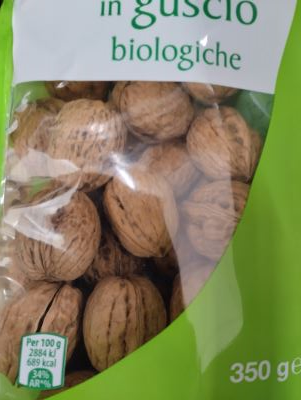 in guscio
biologiche
Per 100 g
2884 kJ
689 kcal
34%
AR*%
350 g e